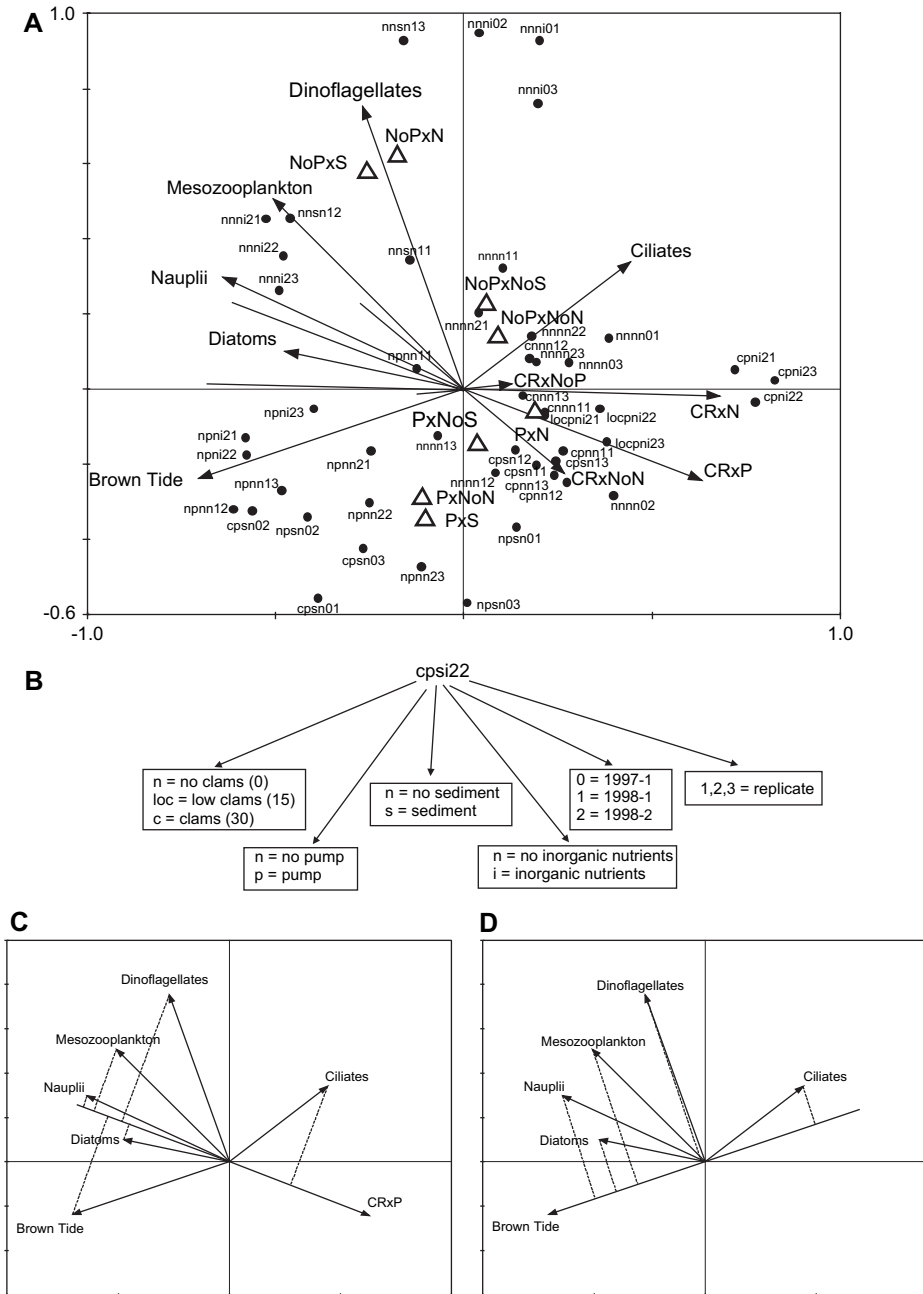 A
1.0
nnsn13
nnni02
nnni01
nnni03
Dinoflagellates
NoPxN
NoPxS
Mesozooplankton
nnni21
nnsn12
nnni22
nnsn11
nnnn11
Ciliates
Nauplii
nnni23
NoPxNoS
nnnn21
NoPxNoN
nnnn22
nnnn01
Diatoms
cnnn12
nnnn23
nnnn03
npnn11
cpni21
cpni23
CRxNoP
cpni22
CRxN
cnnn13
cnnn11
locpni21
locpni22
npni23
PxNoS
PxN
npni21
nnnn13
locpni23
npni22
npnn21
cpsn12
cpnn11
cpsn13
cpsn11
CRxP
Brown Tide
nnnn12
cpnn13
CRxNoN
cpnn12
npnn13
PxNoN
nnnn02
npnn12
cpsn02
npsn02
npnn22
PxS
npsn01
cpsn03
npnn23
cpsn01
npsn03
-0.6
-1.0
1.0
B
cpsi22
n = no clams (0)
loc = low clams (15)
c = clams (30)
n = no pump
p = pump
n = no sediment
s = sediment
n = no inorganic nutrients
i = inorganic nutrients
0 = 1997-1
1 = 1998-1
2 = 1998-2
1,2,3 = replicate
C
Dinoflagellates
Mesozooplankton
Nauplii
Ciliates
Diatoms
CRxP
Brown Tide
D
Dinoflagellates
Mesozooplankton
Nauplii
Ciliates
Diatoms
Brown Tide